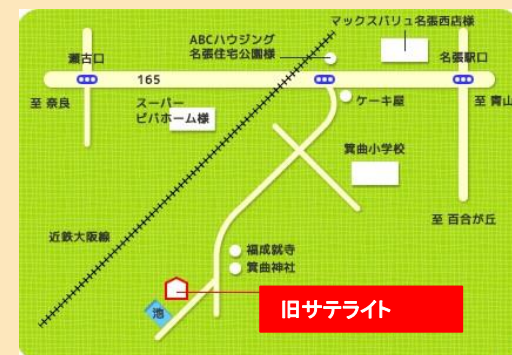 マックスバリュ名張西店様
ABCハウジング
名張住宅公園様
瀬古口
名張駅口
165
至 奈良
スーパー
ビバホーム様
ケーキ屋
至 青山
箕曲小学校
至 百合が丘
近鉄大阪線
福成就寺
箕曲神社
池
旧サテライト